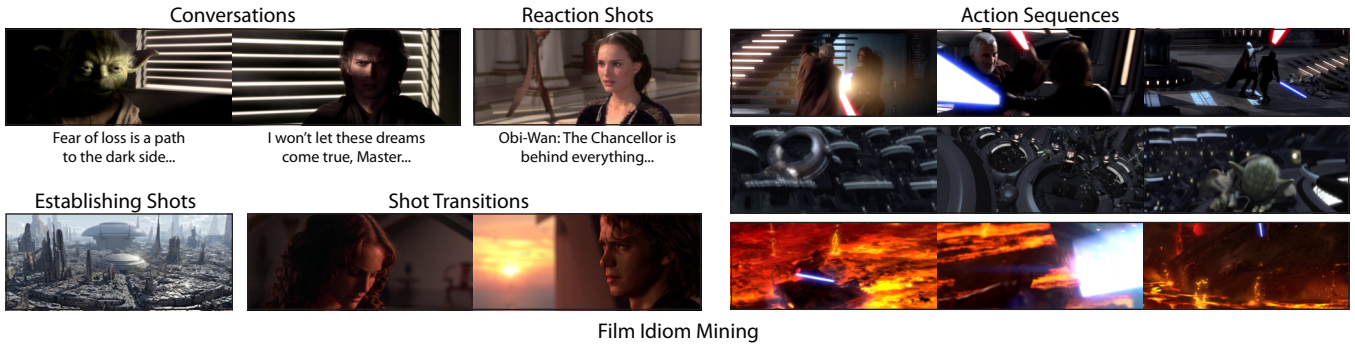 Conversations
Reaction Shots
Action Sequences
Fear of loss is a path
to the dark side...
I won't let these dreams
come true, Master...
Obi-Wan: The Chancellor is
behind everything...
Establishing Shots
Shot Transitions
Film Idiom Mining